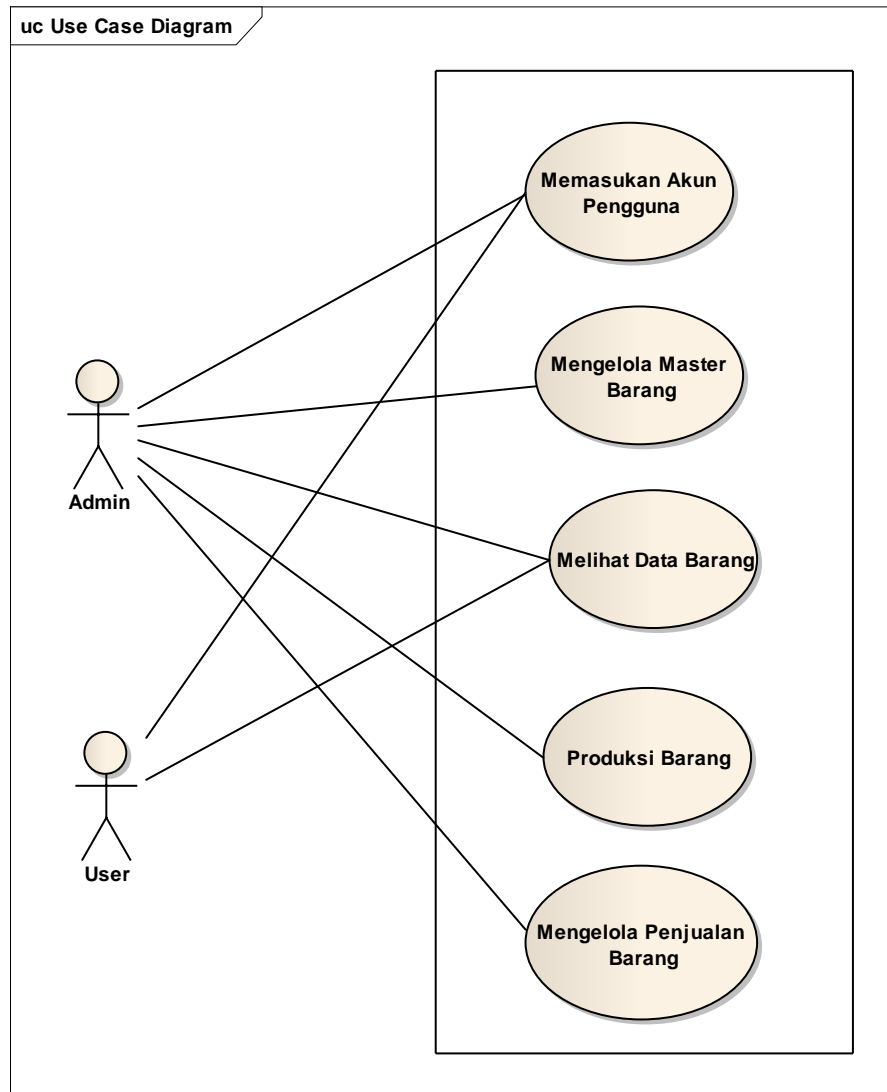 uc Use Case Diagram
Memasukan Akun
Pengguna
Mengelola Master
Barang
Admin
Melihat Data Barang
User
Produksi Barang
Mengelola Penjualan
Barang